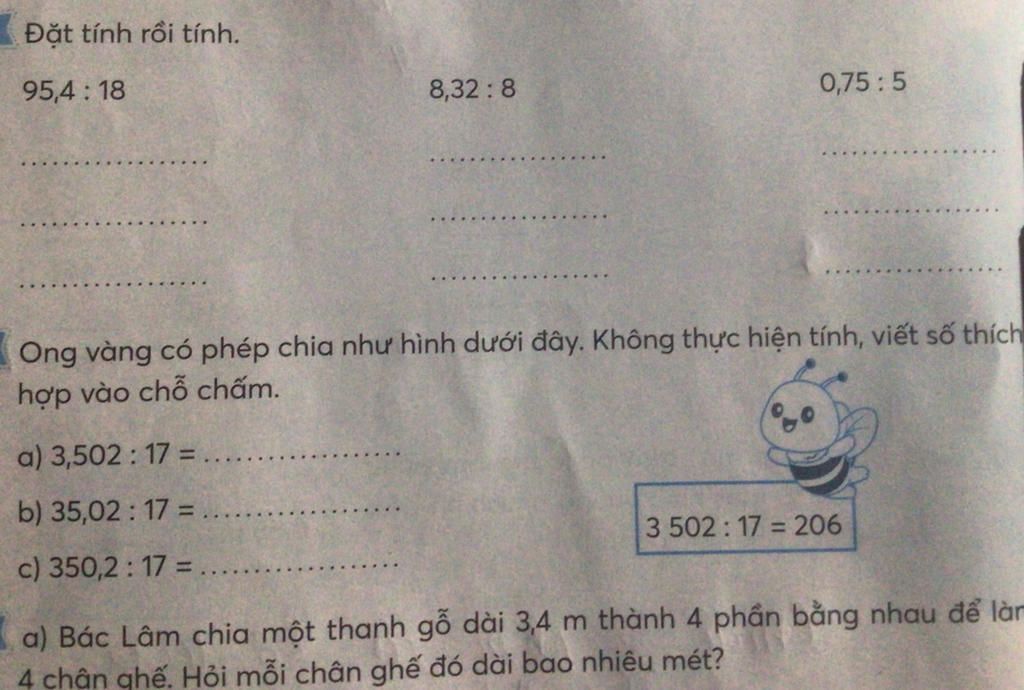 Đặt tính rồi tính.
95,4 : 18 8,32 : 8 0,75 : 5
.................... .................... ....................
.................... .................... ....................
.................... .................... ....................
Ong vàng có phép chia như hình dưới đây. Không thực hiện tính, viết số thích
hợp vào chỗ chấm.
a) 3,502 : 17 = ....................
b) 35,02 : 17 = ....................
3 502 : 17 = 206
c) 350,2 : 17 = ....................
a) Bác Lâm chia một thanh gỗ dài 3,4 m thành 4 phần bằng nhau để
4 chân ghế. Hỏi mỗi chân ghế đó dài bao nhiêu mét?